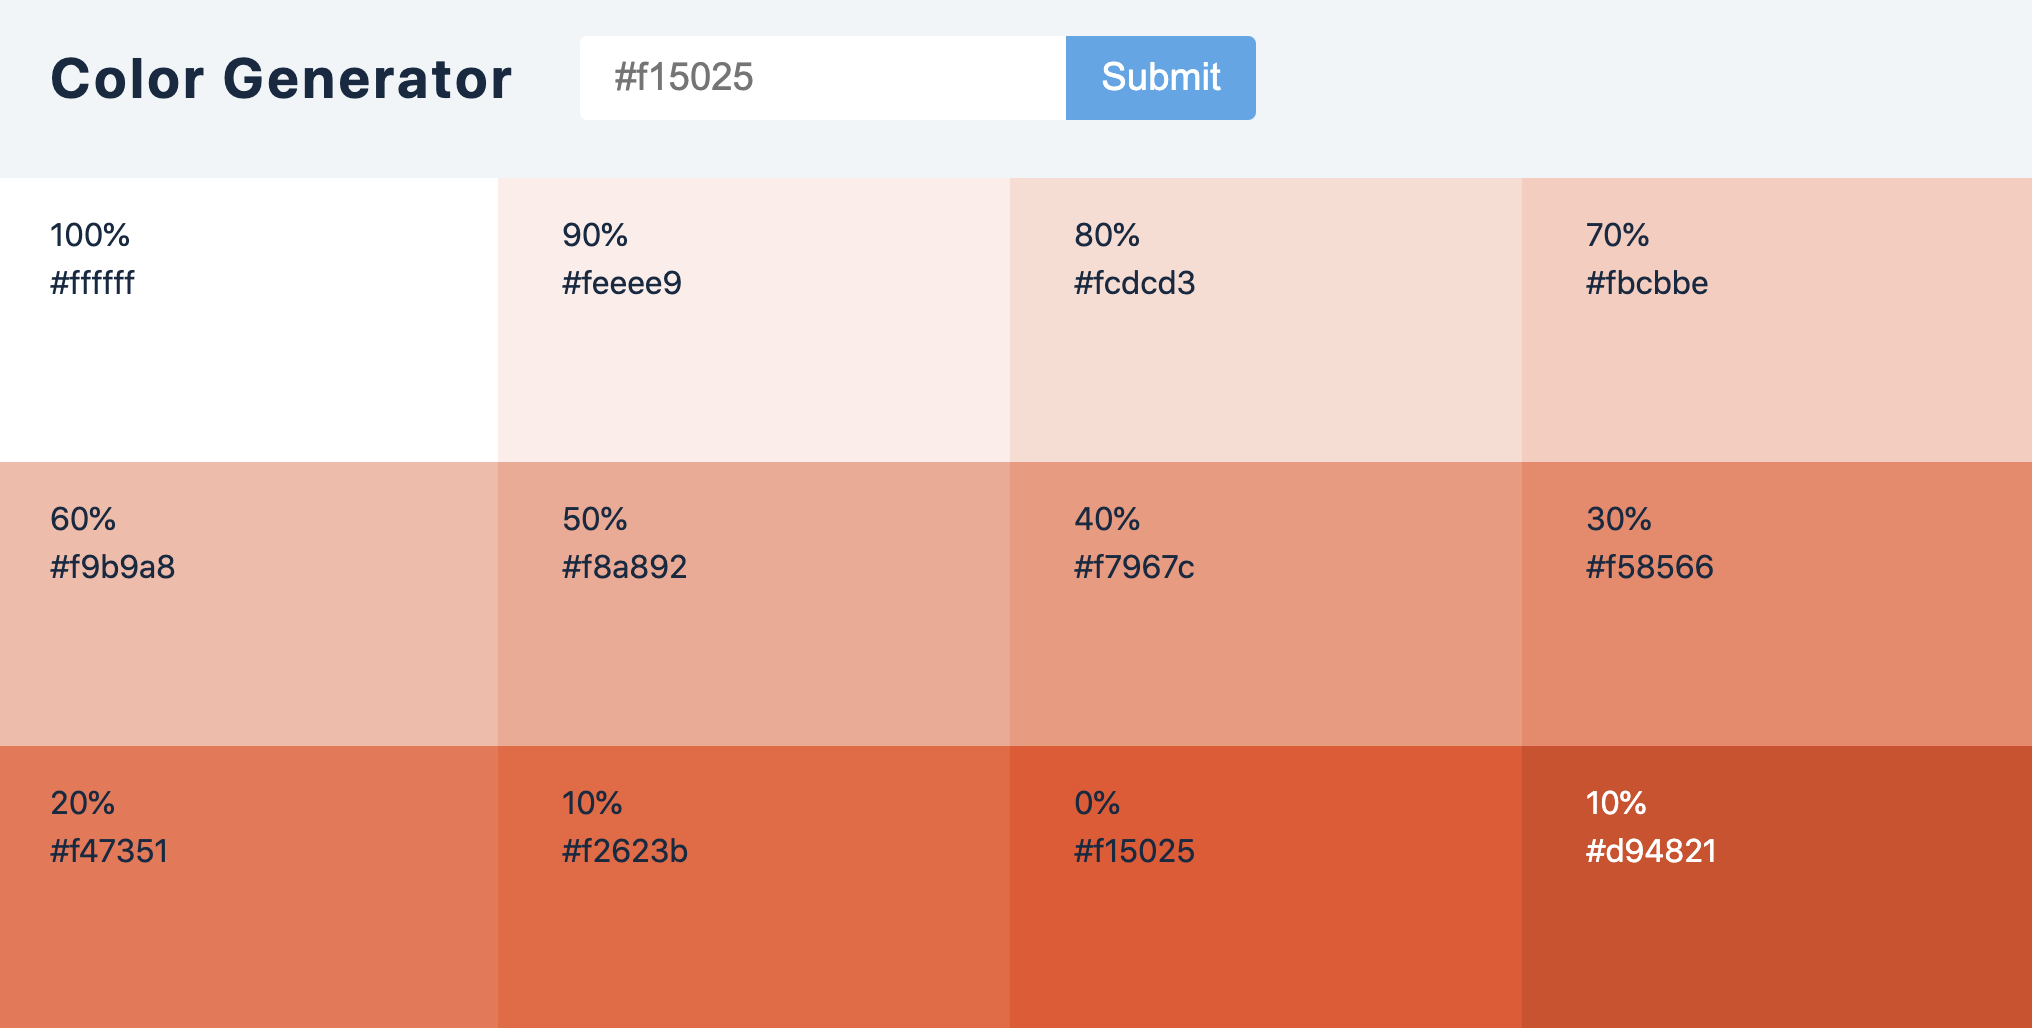 Color Generator
#f15025
Submit
100%
#ffffff
90%
#feeee9
80%
#fcdcd3
70%
#fbcbbe
60%
#f9b9a8
50%
#f8a892
40%
#f7967c
30%
#f58566
20%
#f47351
10%
#f2623b
0%
#f15025
10%
#d94821